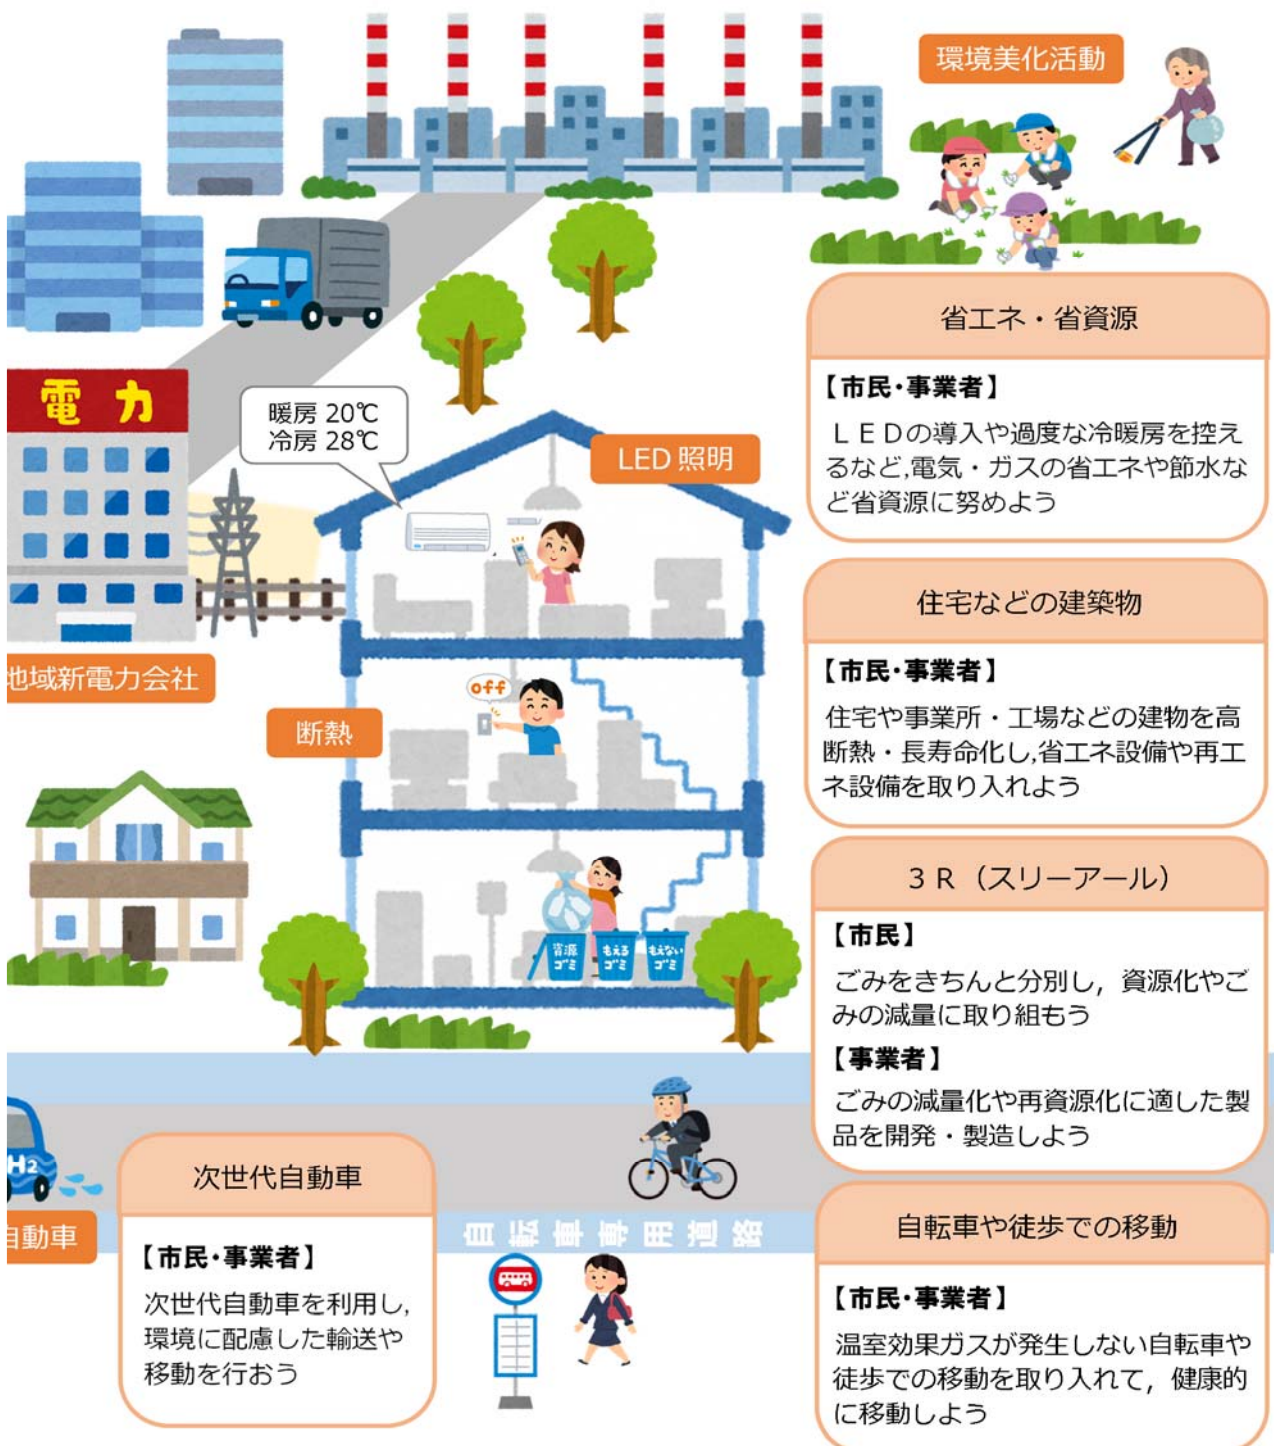 環境美化活動
省エネ・省資源
【市民・事業者】
ＬＥＤの導入や過度な冷暖房を控え
るなど,電気・ガスの省エネや節水な
ど省資源に努めよう
電力
暖房 20℃
冷房 28℃
LED 照明
住宅などの建築物
【市民・事業者】
住宅や事業所・工場などの建物を高
断熱・長寿命化し,省エネ設備や再エ
ネ設備を取り入れよう
地域新電力会社
off
断熱
３Ｒ（スリーアール）
【市民】
ごみをきちんと分別し，資源化やご
みの減量に取り組もう
【事業者】
ごみの減量化や再資源化に適した製
品を開発・製造しよう
資源
ゴミ
もえる
ゴミ
もえない
ゴミ
H2
自動車
次世代自動車
【市民・事業者】
次世代自動車を利用し,
環境に配慮した輸送や
移動を行おう
自転車専用道路
自転車や徒歩での移動
【市民・事業者】
温室効果ガスが発生しない自転車や
徒歩での移動を取り入れて，健康的
に移動しよう